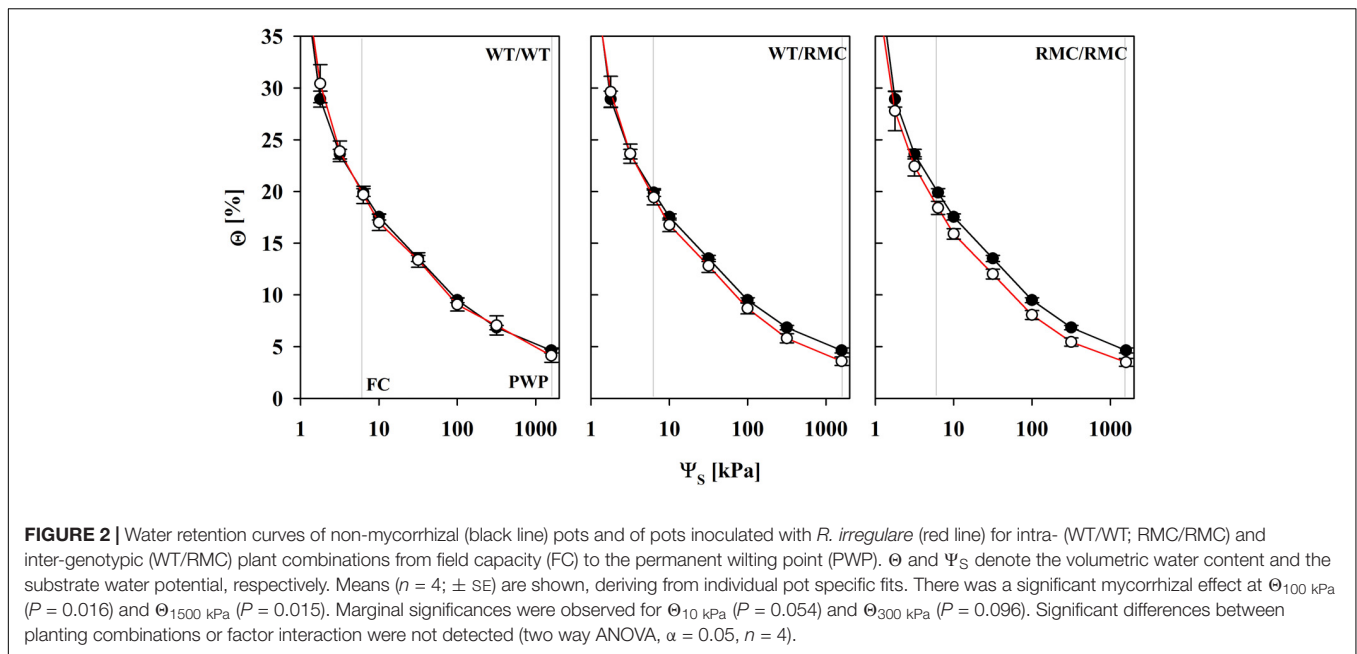 WT/WT WT/RMC RMC/RMC
35
30
25
20
15
10
5
0
Θ [%]
FC PWP
1 10 100 1000 1 10 100 1000 1 10 100 1000
Ψ_S [kPa]
FIGURE 2 | Water retention curves of non-mycorrhizal (black line) pots and of pots inoculated with R. irregulare (red line) for intra- (WT/WT; RMC/RMC) and
inter-genotypic (WT/RMC) plant combinations from field capacity (FC) to the permanent wilting point (PWP). Θ and Ψ_S denote the volumetric water content and the
substrate water potential, respectively. Means (n = 4; ± SE) are shown, deriving from individual pot specific fits. There was a significant mycorrhizal effect at Θ_100 kPa
(P = 0.016) and Θ_1500 kPa (P = 0.015). Marginal significances were observed for Θ_10 kPa (P = 0.054) and Θ_300 kPa (P = 0.096). Significant differences between
planting combinations or factor interaction were not detected (two way ANOVA, α = 0.05, n = 4).